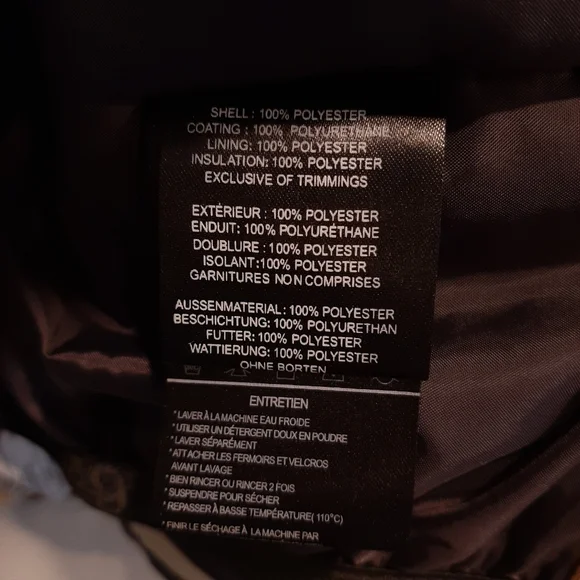 SHELL: 100% POLYESTER
COATING : 100% POLYURETHANE
LINING: 100% POLYESTER
INSULATION: 100% POLYESTER
EXCLUSIVE OF TRIMMINGS
EXTÉRIEUR : 100% POLYESTER
ENDUIT: 100% POLYURÉTHANE
DOUBLURE : 100% POLYESTER
ISOLANT:100% POLYESTER
GARNITURES NON COMPRISES
AUSSENMATERIAL: 100% POLYESTER
BESCHICHTUNG: 100% POLYURETHAN
FUTTER: 100% POLYESTER
WATTIERUNG: 100% POLYESTER
OHNE BORTEN
ENTRETIEN
* LAVER À LA MACHINE EAU FROIDE
* UTILISER UN DÉTERGENT DOUX EN POUDRE
* LAVER SÉPARÉMENT
* ATTACHER LES FERMOIRS ET VELCROS
AVANT LAVAGE
* BIEN RINCER OU RINCER 2 FOIS
* SUSPENDRE POUR SÉCHER
* REPASSER À BASSE TEMPÉRATURE( 110°C)
* FINIR LE SÉCHAGE À LA MACHINE PAR